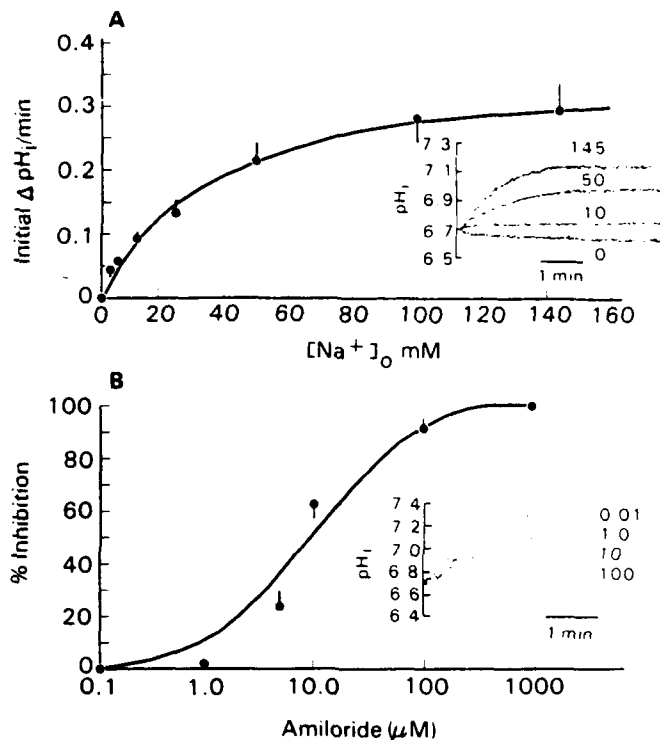 A
0.4
0.3
0.2
0.1
0
Initial Δ pHi/min
0 20 40 60 80 100 120 140 160
[Na+]o mM
7.3
7.1
6.9
6.7
6.5
pHi
145
50
10
0
1 min
B
100
80
60
40
20
0
% Inhibition
0.1 1.0 10.0 100 1000
Amiloride (μM)
7.4
7.2
7.0
6.8
6.6
6.4
pHi
0.01
1.0
10
100
1 min